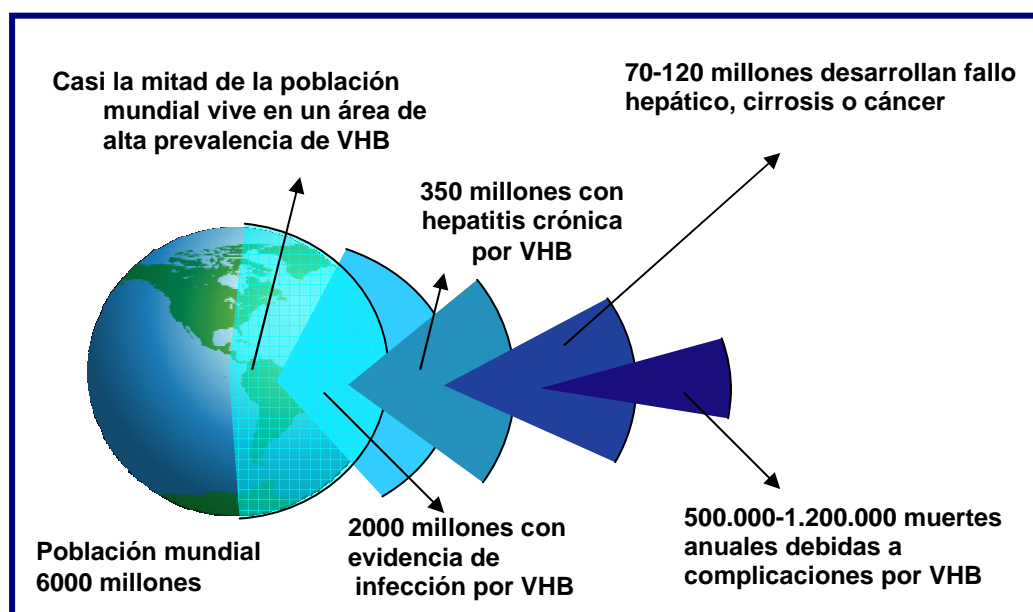 Casi la mitad de la población
mundial vive en un área de
alta prevalencia de VHB
70-120 millones desarrollan fallo
hepático, cirrosis o cáncer
350 millones con
hepatitis crónica
por VHB
Población mundial
6000 millones
2000 millones con
evidencia de
infección por VHB
500.000-1.200.000 muertes
anuales debidas a
complicaciones por VHB